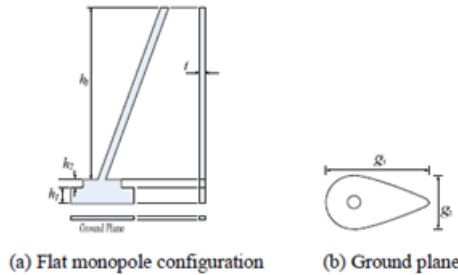 h3
t
h2
h1
Ground Plane
g1
g2
(a) Flat monopole configuration
(b) Ground plane